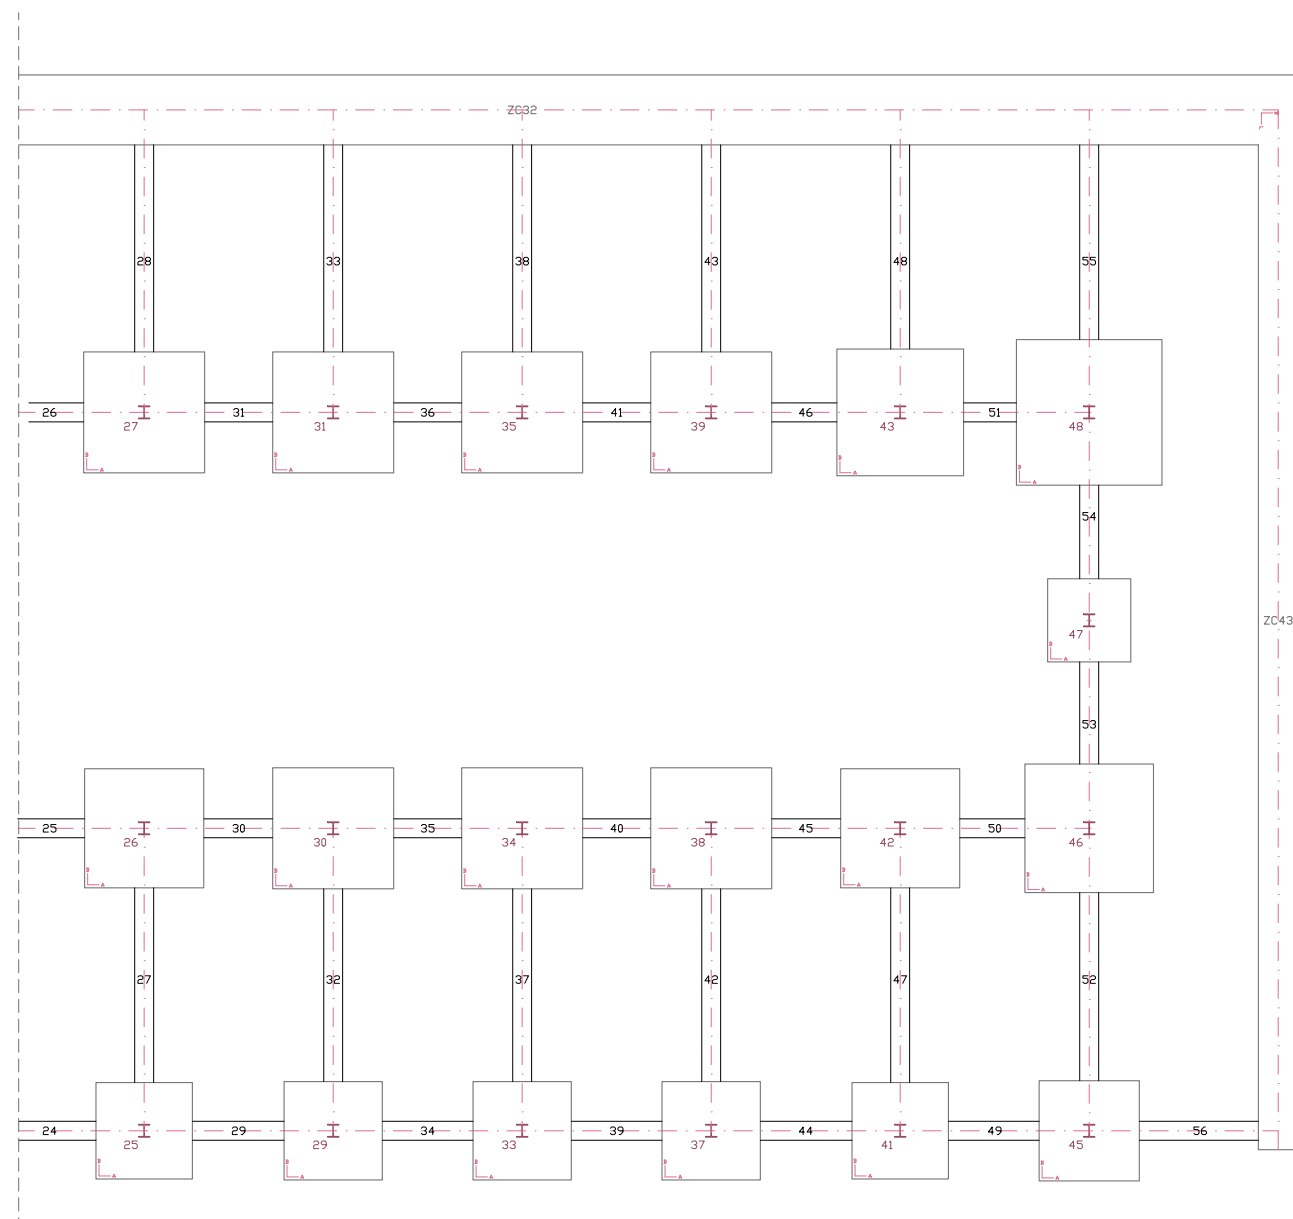 ZC32
28 33 38 43 48 55
26 31 36 41 46 51
27 31 35 39 43 48
B B B B B
A A A A A
B
A
54
ZC43
47
B
A
53
25 30 35 40 45 50
26 30 34 38 42 46
B B B B B B
A A A A A A
27 32 37 42 47 52
24 29 34 39 44 49 56
25 29 33 37 41 45
B B B B B B
A A A A A A